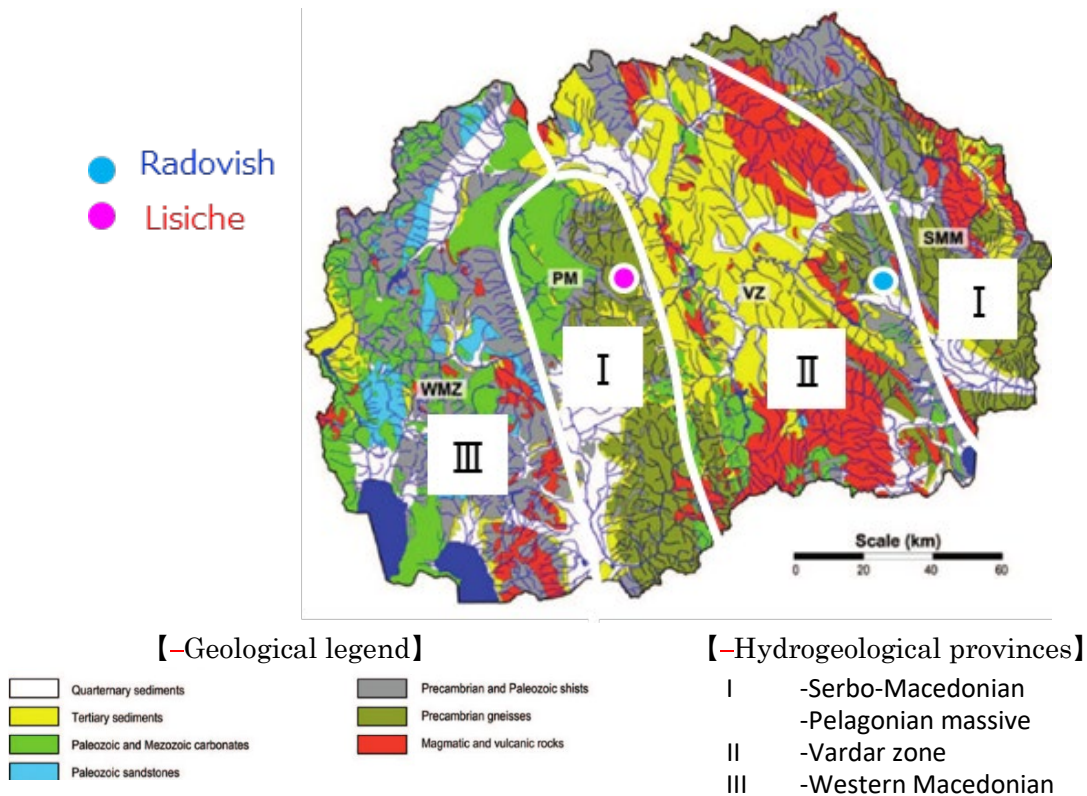 Radovish
Lisiche
SMM
PM
VZ
I
I
II
WMZ
III
Scale (km)
0 20 40 60
【–Geological legend】
Quarternary sediments
Tertiary sediments
Paleozoic and Mezozoic carbonates
Paleozoic sandstones
Precambrian and Paleozoic shists
Precambrian gneisses
Magmatic and vulcanic rocks
【–Hydrogeological provinces】
I -Serbo-Macedonian
-Pelagonian massive
II -Vardar zone
III -Western Macedonian